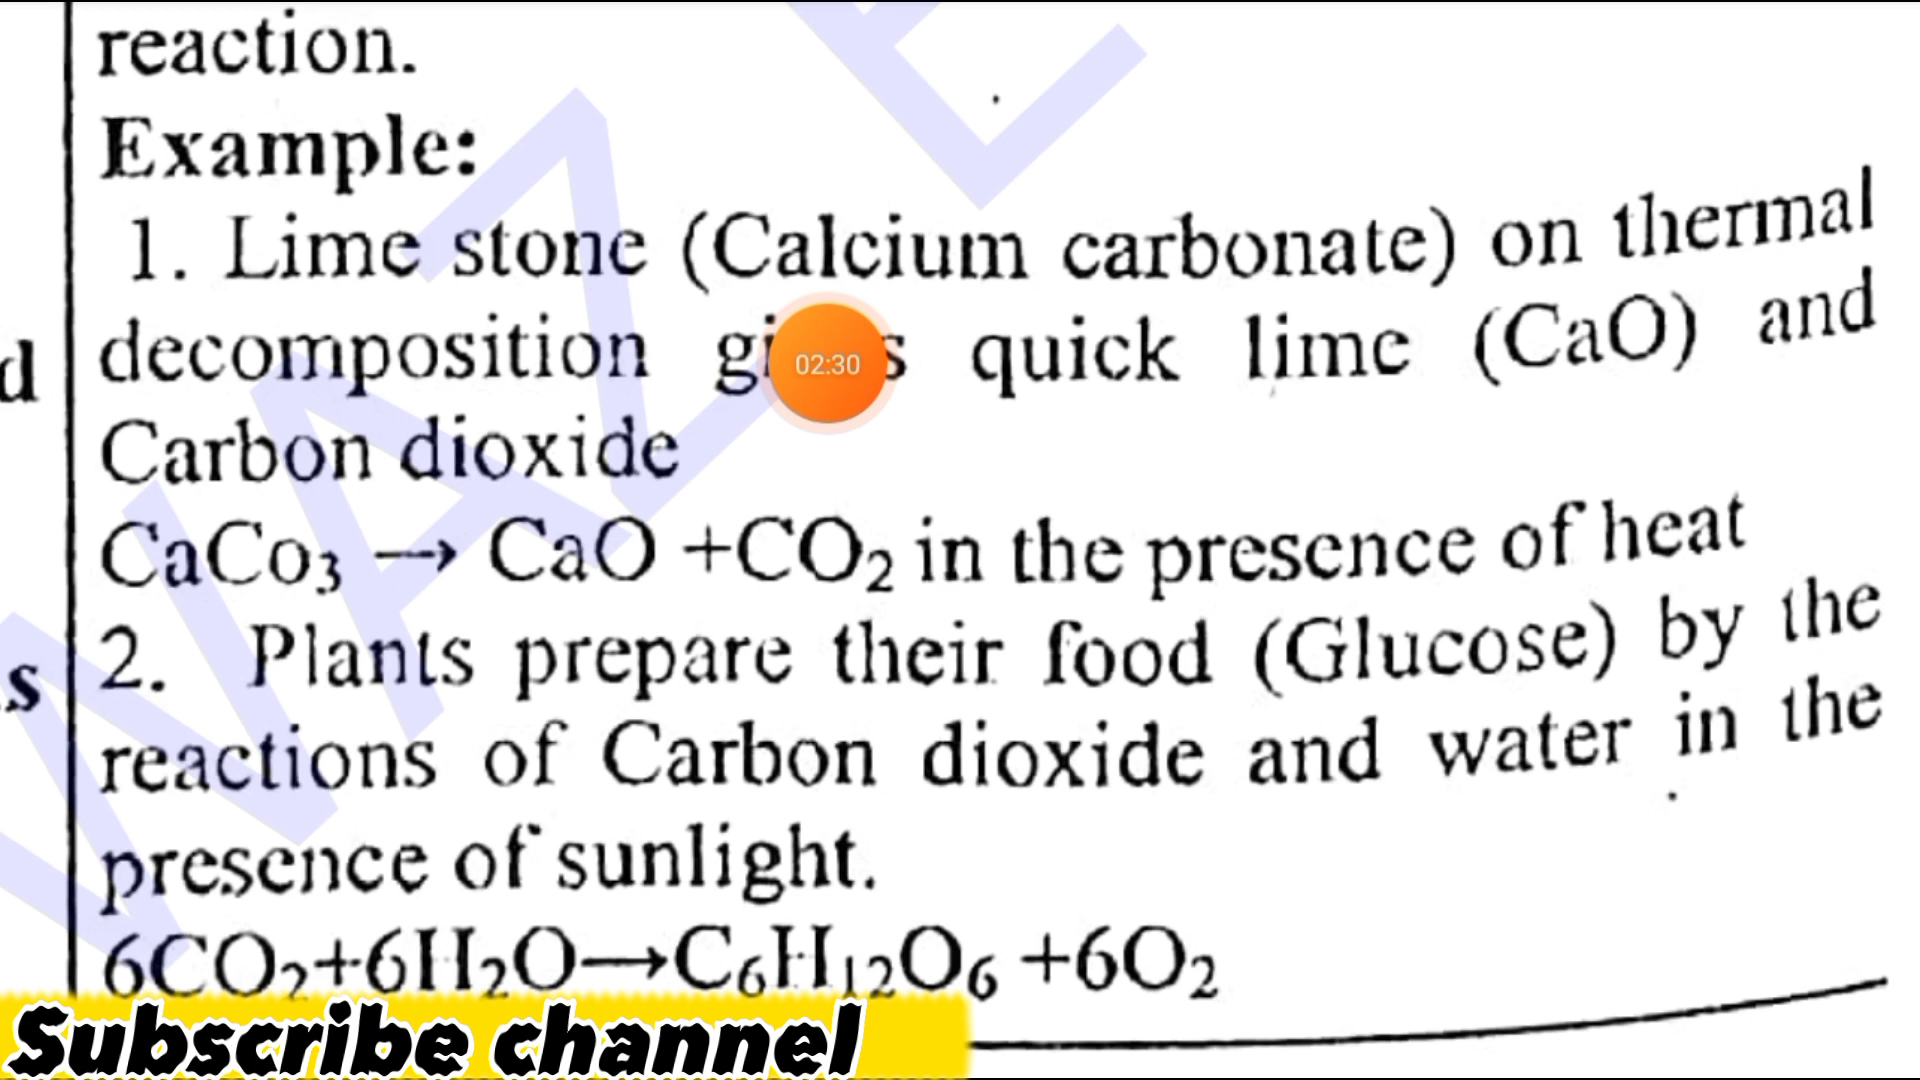 reaction.
Example:
1. Lime stone (Calcium carbonate) on thermal
d decomposition quick lime (CaO) and
Carbon dioxide
CaCo₃ → CaO +CO₂ in the presence of heat
s 2. Plants prepare their food (Glucose) by the
reactions of Carbon dioxide and water in the
presence of sunlight.
6CO₂+6H₂O→C₆H₁₂O₆ +6O₂
02:30
Subscribe channel